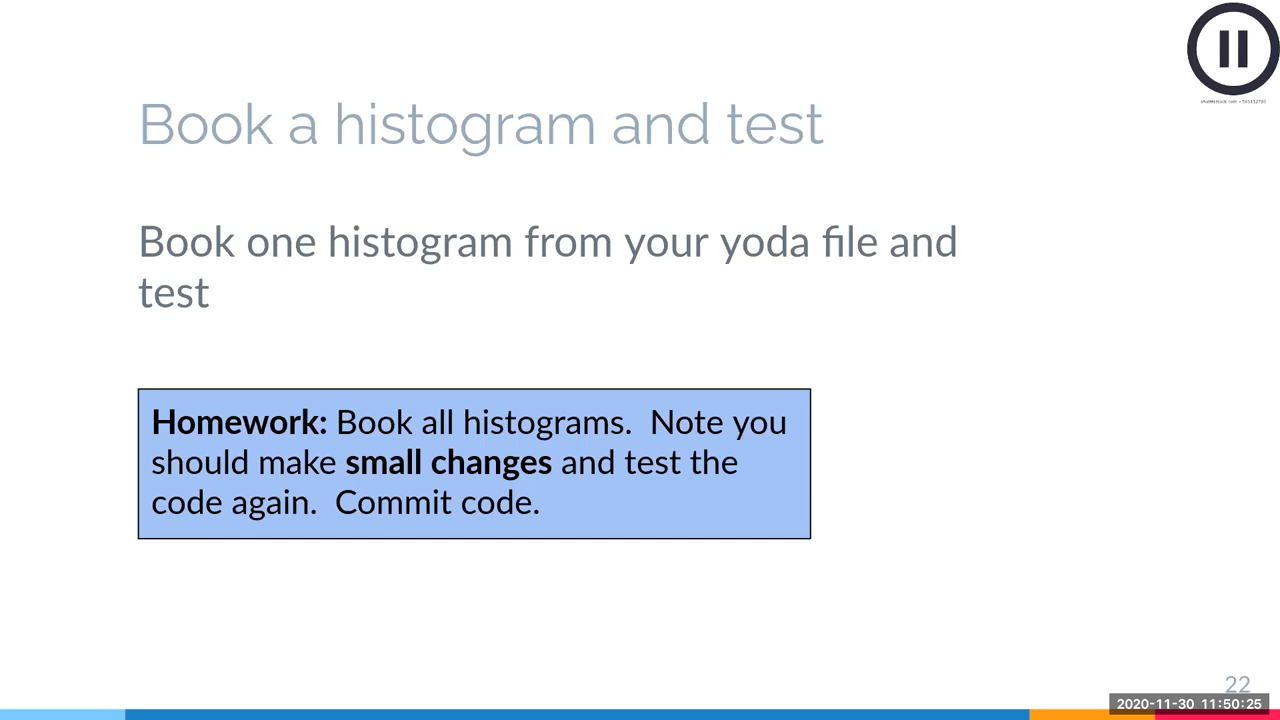 Book a histogram and test
Book one histogram from your yoda file and
test
Homework: Book all histograms.  Note you
should make small changes and test the
code again.  Commit code.
22
2020-11-30 11:50:25